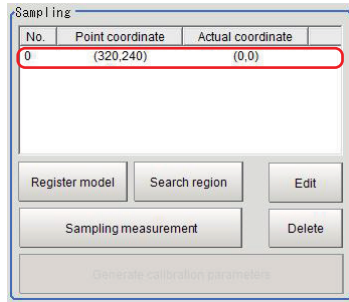 Sampling
No. Point coordinate Actual coordinate
0 (320,240) (0,0)
Register model Search region Edit
Sampling measurement Delete
Generate calibration parameters